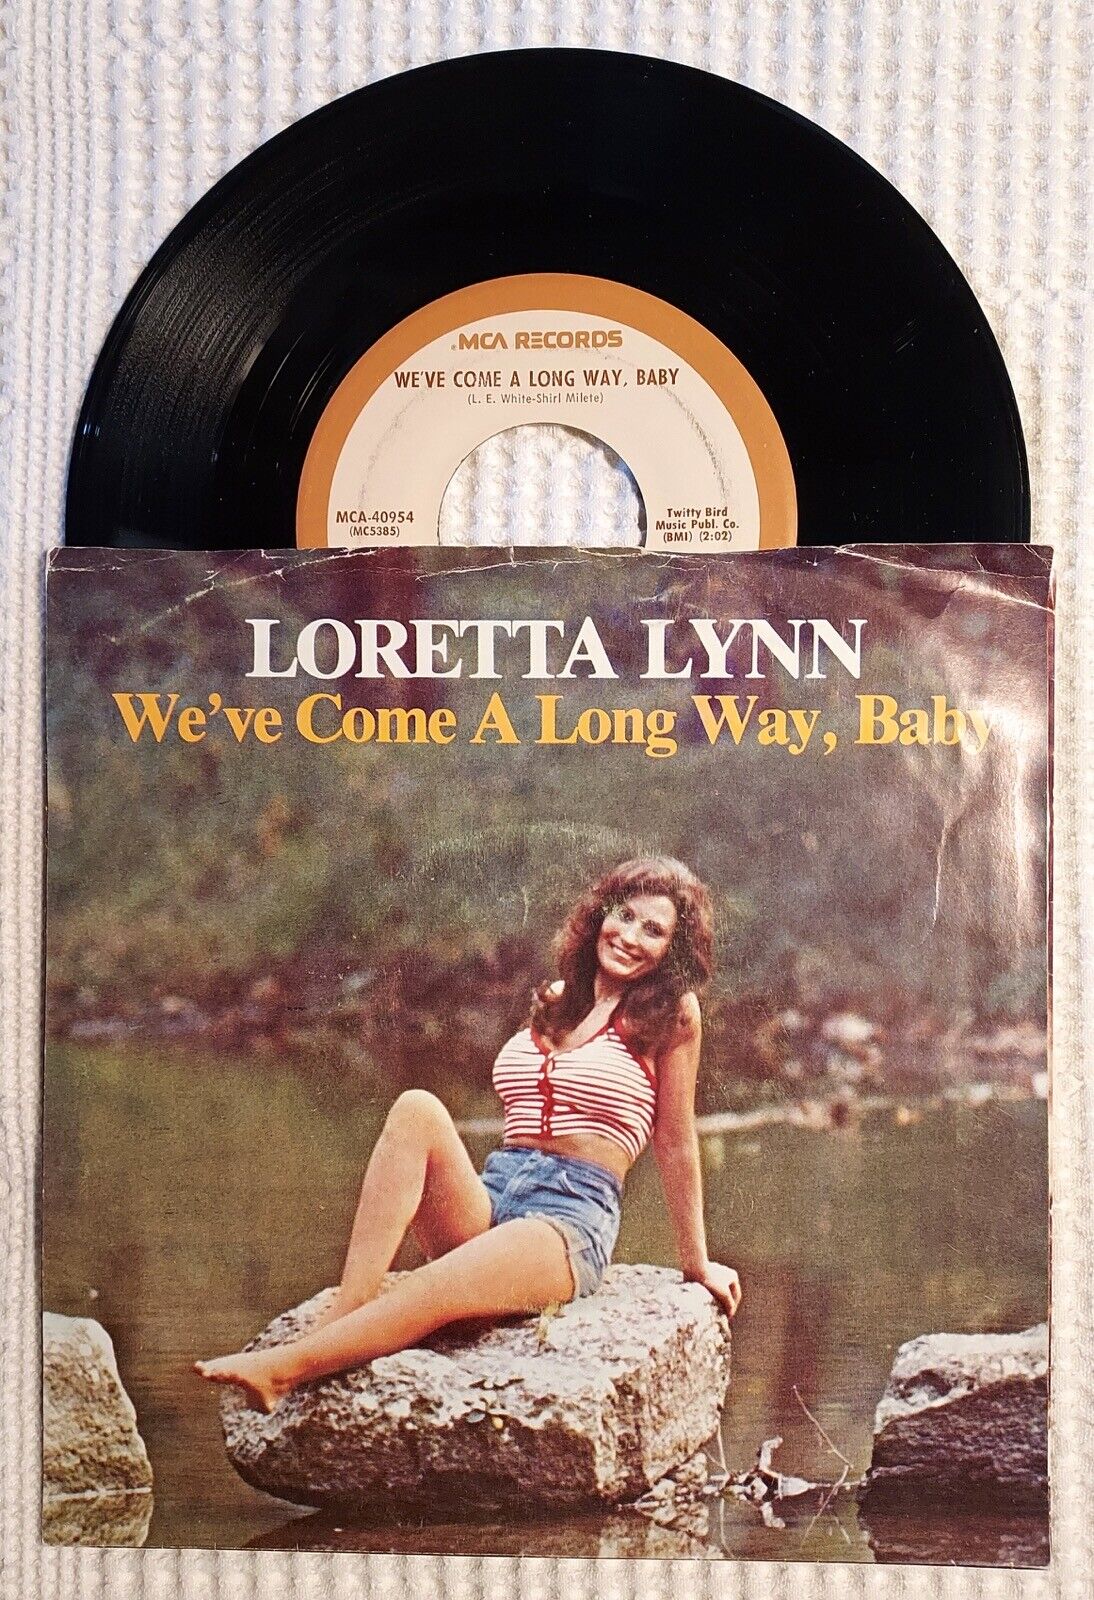 ®MCA RECORDS
WE'VE COME A LONG WAY, BABY
(L. E. White-Shirl Milete)
MCA-40954
(MC5385)
Twitty Bird
Music Publ. Co.
(BMI) (2:02)
LORETTA LYNN
We've Come A Long Way, Baby